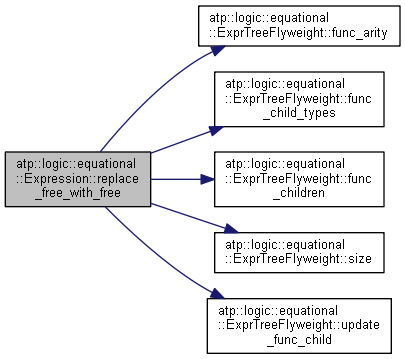 atp::logic::equational
::ExprTreeFlyweight::func_arity
atp::logic::equational
::ExprTreeFlyweight::func
_child_types
atp::logic::equational
::Expression::replace
_free_with_free
atp::logic::equational
::ExprTreeFlyweight::func
_children
atp::logic::equational
::ExprTreeFlyweight::size
atp::logic::equational
::ExprTreeFlyweight::update
_func_child